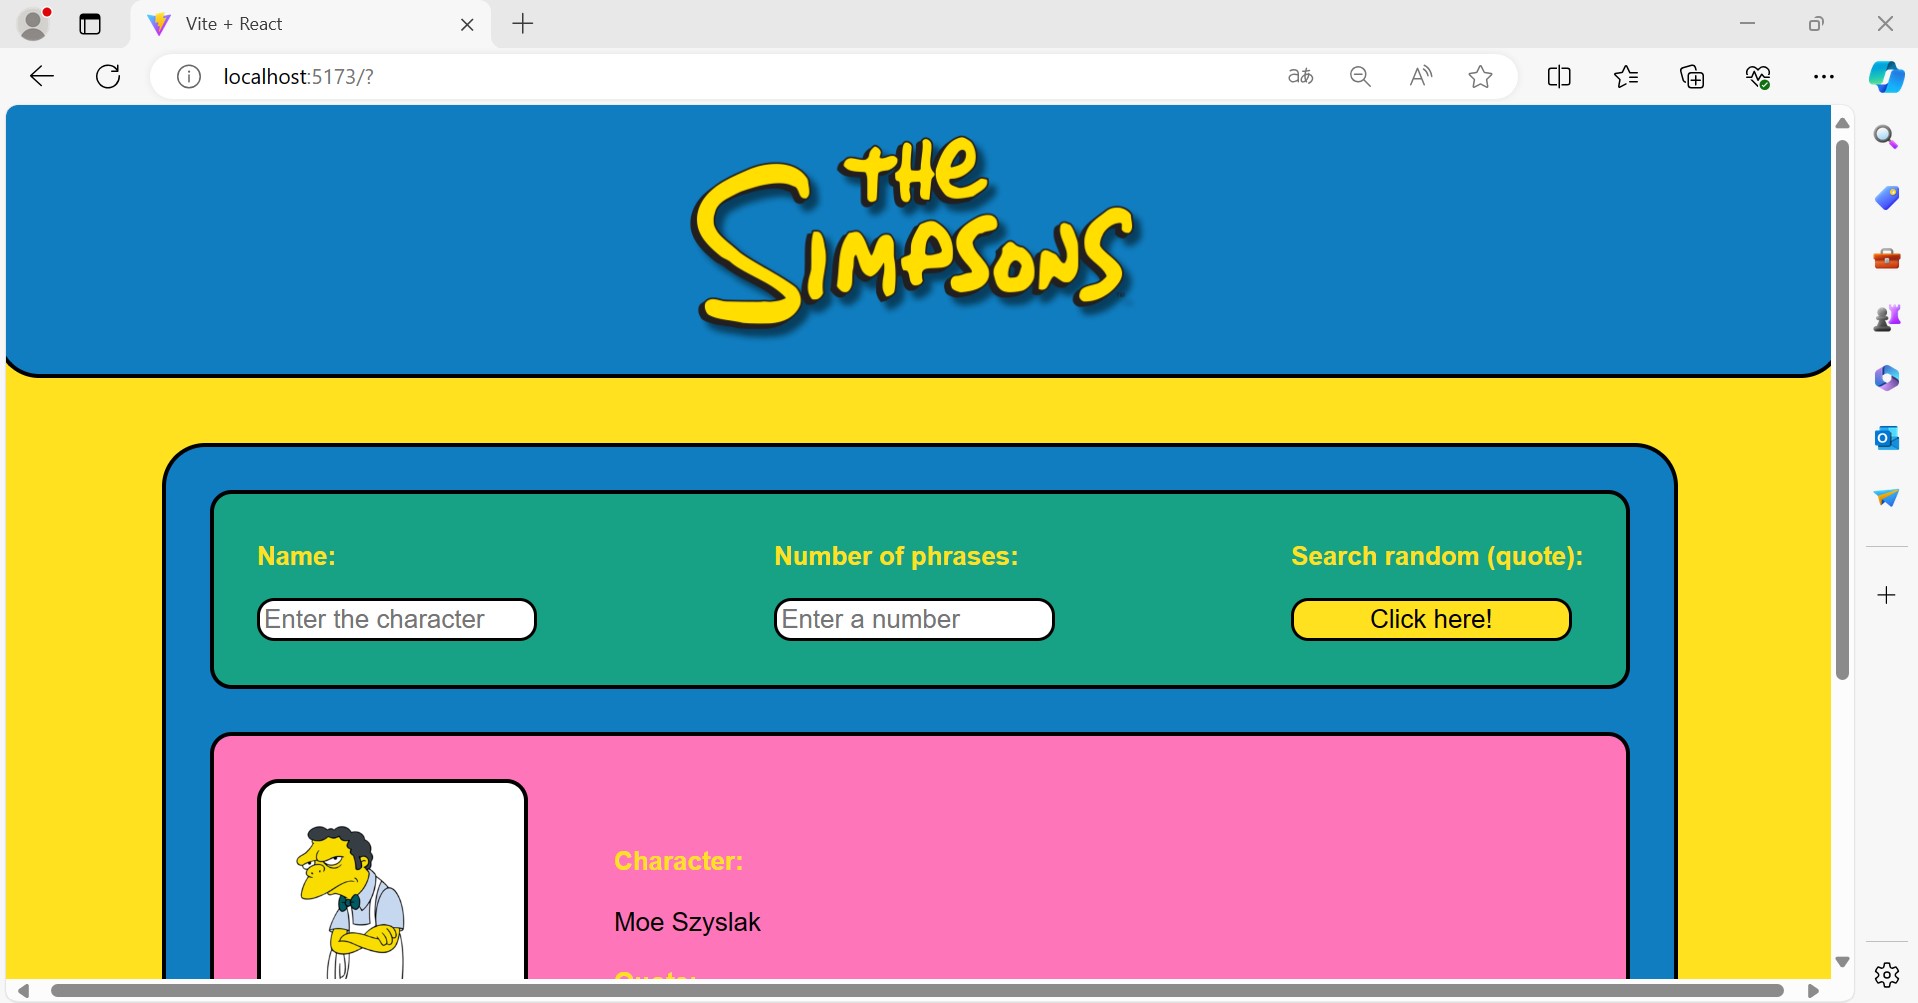 Vite + React
localhost:5173/?
THE
SIMPSONS
Name:
Number of phrases:
Search random (quote):
Enter the character
Enter a number
Click here!
Character:
Moe Szyslak
Quote: